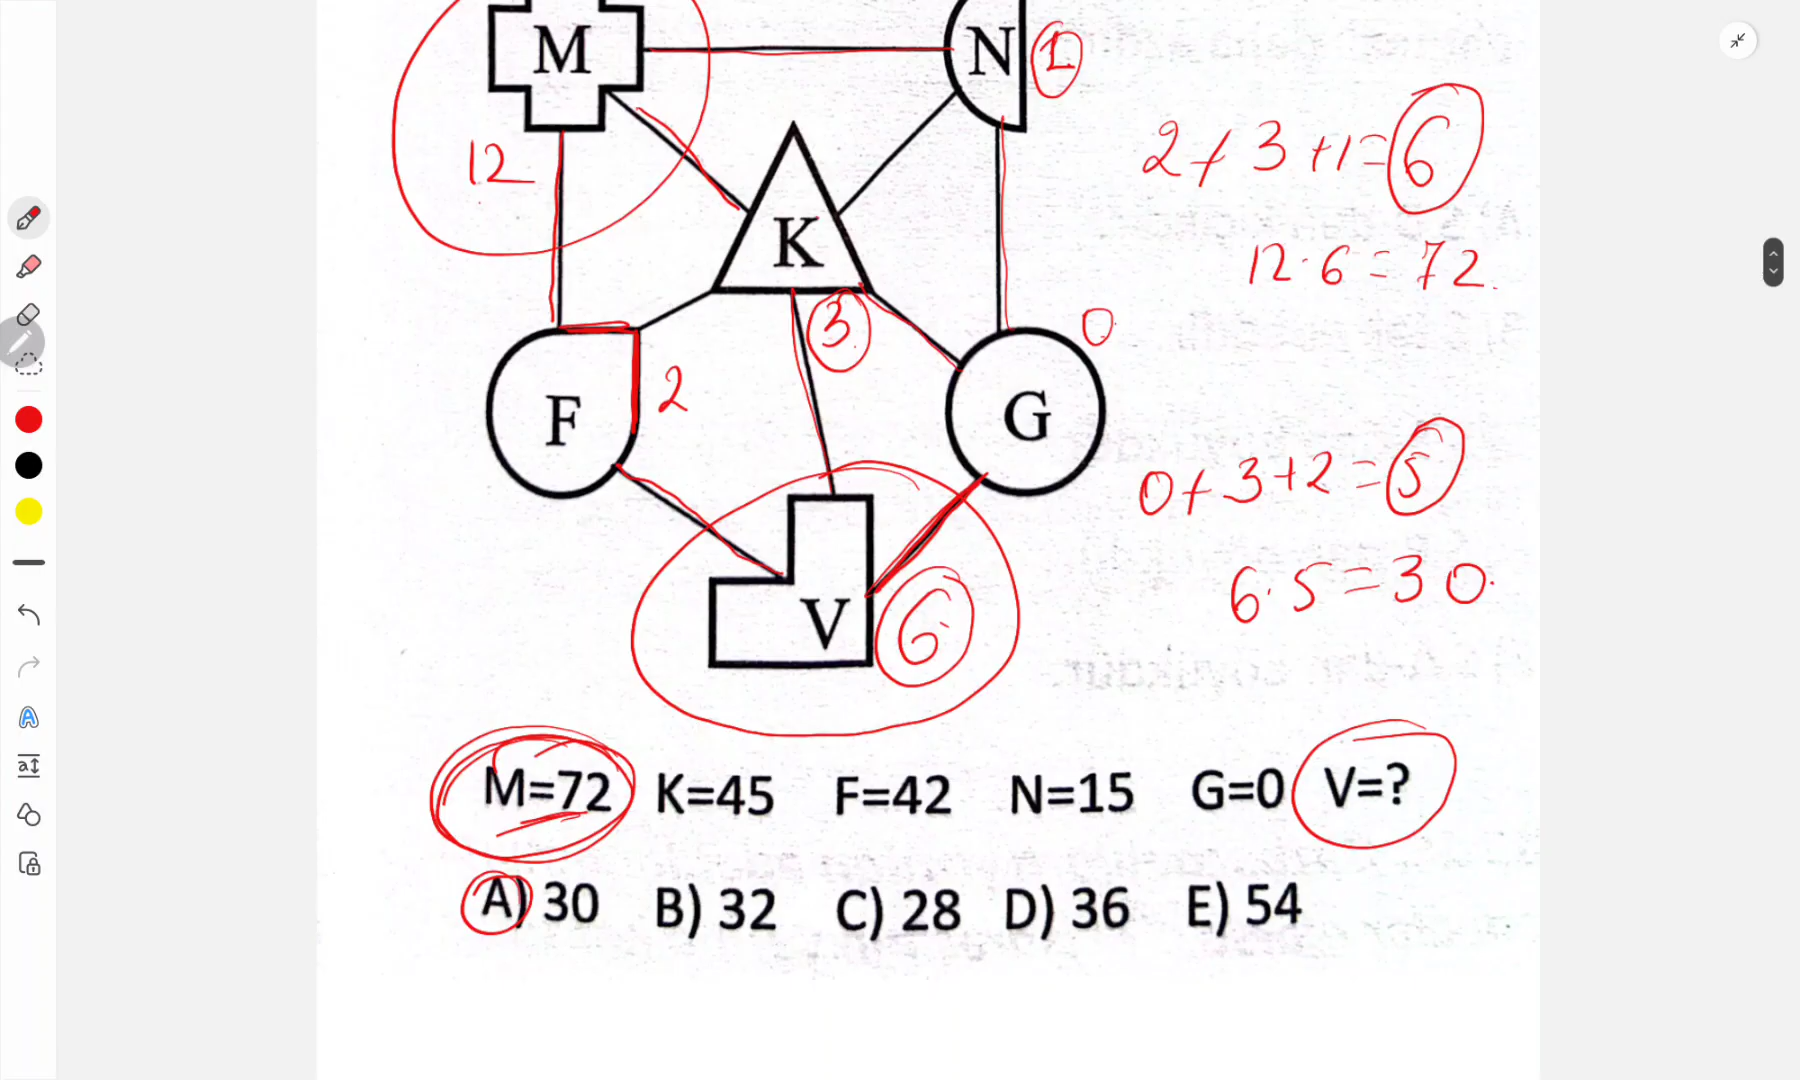 M
N
1
2+3+1=6
12
K
12·6=72
3
0
F
2
G
0+3+2=5
6·5=30
V
6
M=72 K=45 F=42 N=15 G=0 V=?
A) 30 B) 32 C) 28 D) 36 E) 54